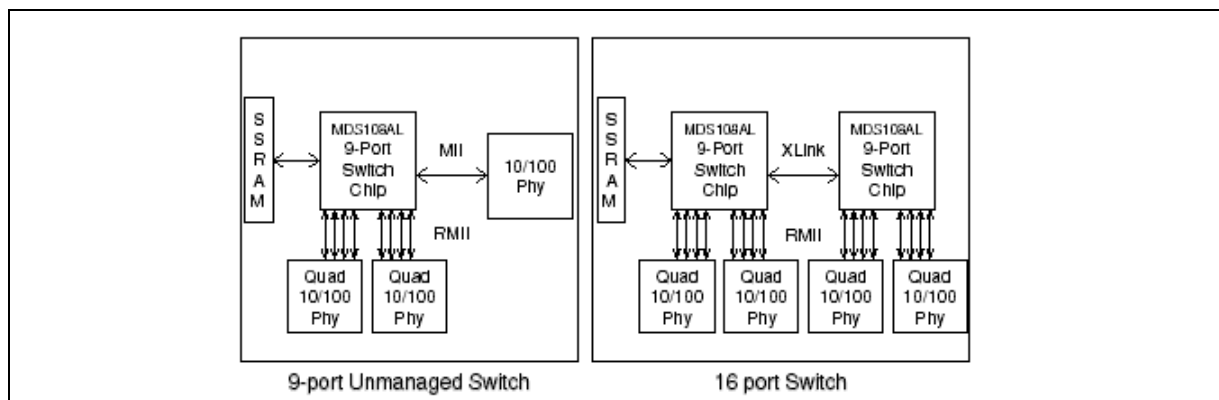 S
S
R
A
M
MDS108AL
9-Port
Switch
Chip
MII
10/100
Phy
RMII
Quad
10/100
Phy
Quad
10/100
Phy
9-port Unmanaged Switch
S
S
R
A
M
MDS108AL
9-Port
Switch
Chip
XLink
MDS108AL
9-Port
Switch
Chip
RMII
Quad
10/100
Phy
Quad
10/100
Phy
Quad
10/100
Phy
Quad
10/100
Phy
16 port Switch